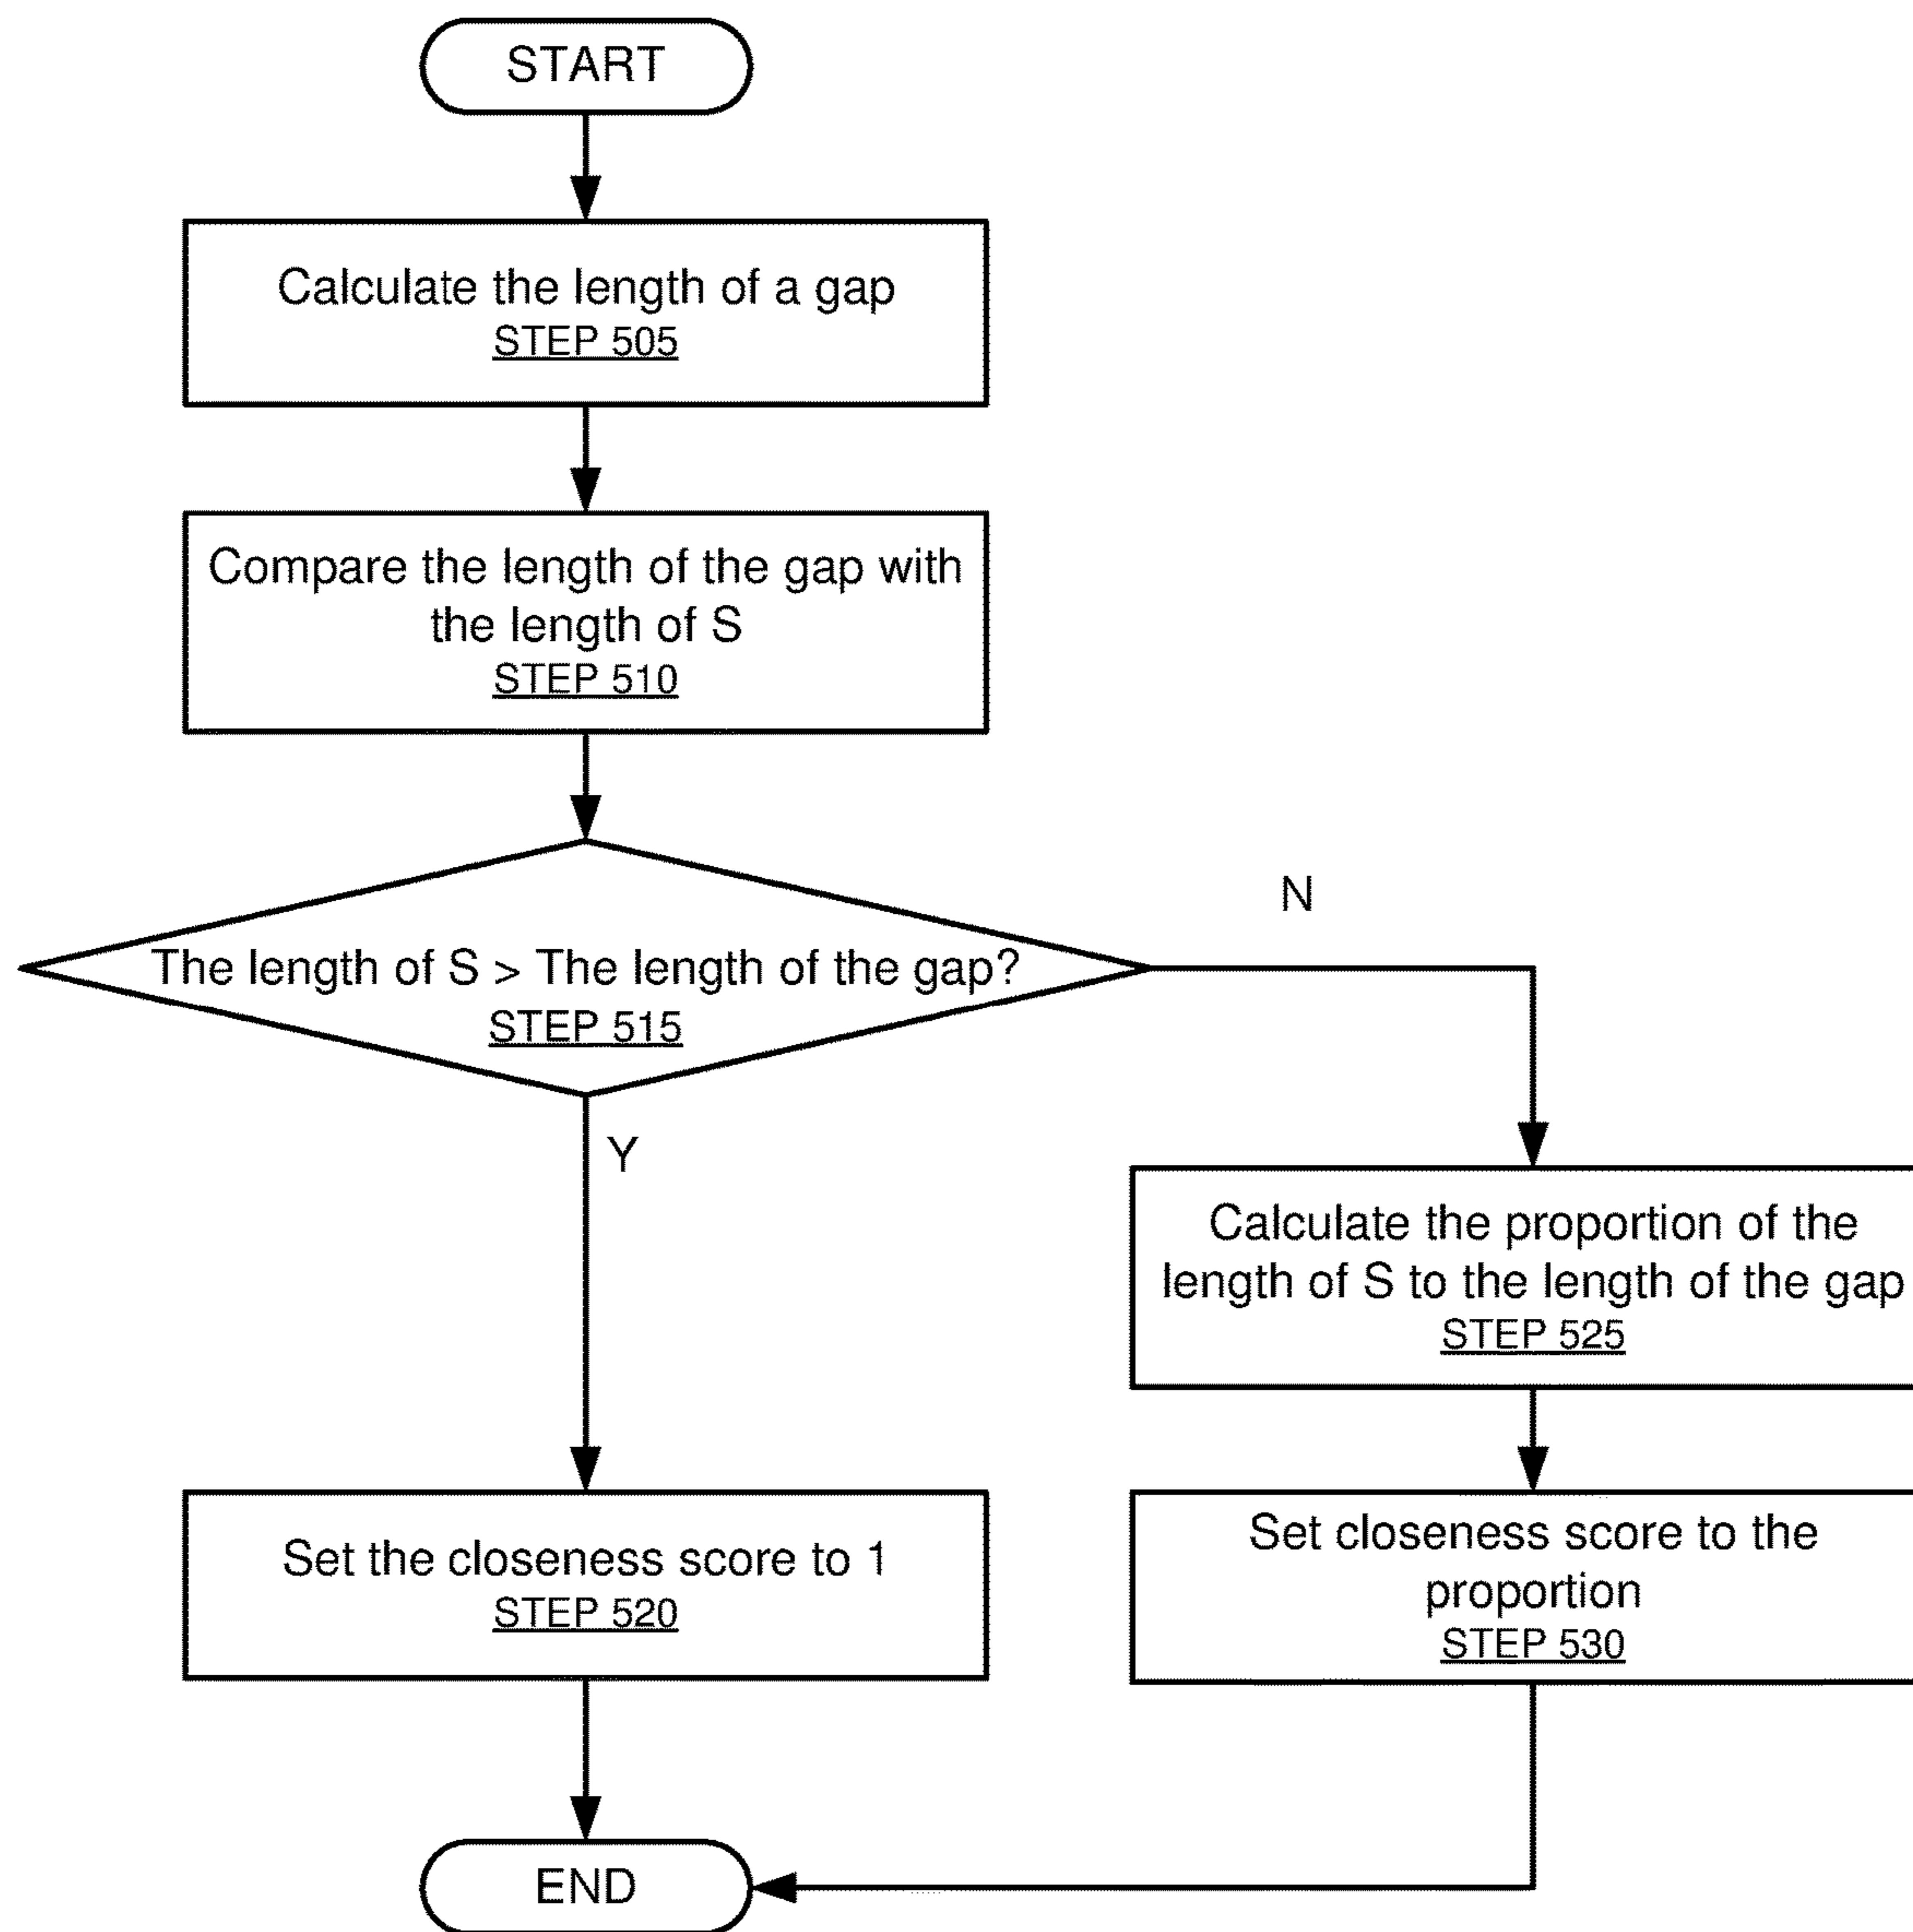 START
Calculate the length of a gap
STEP 505
Compare the length of the gap with
the length of S
STEP 510
The length of S > The length of the gap?
STEP 515
N
Y
Calculate the proportion of the
length of S to the length of the gap
STEP 525
Set the closeness score to 1
STEP 520
Set closeness score to the
proportion
STEP 530
END